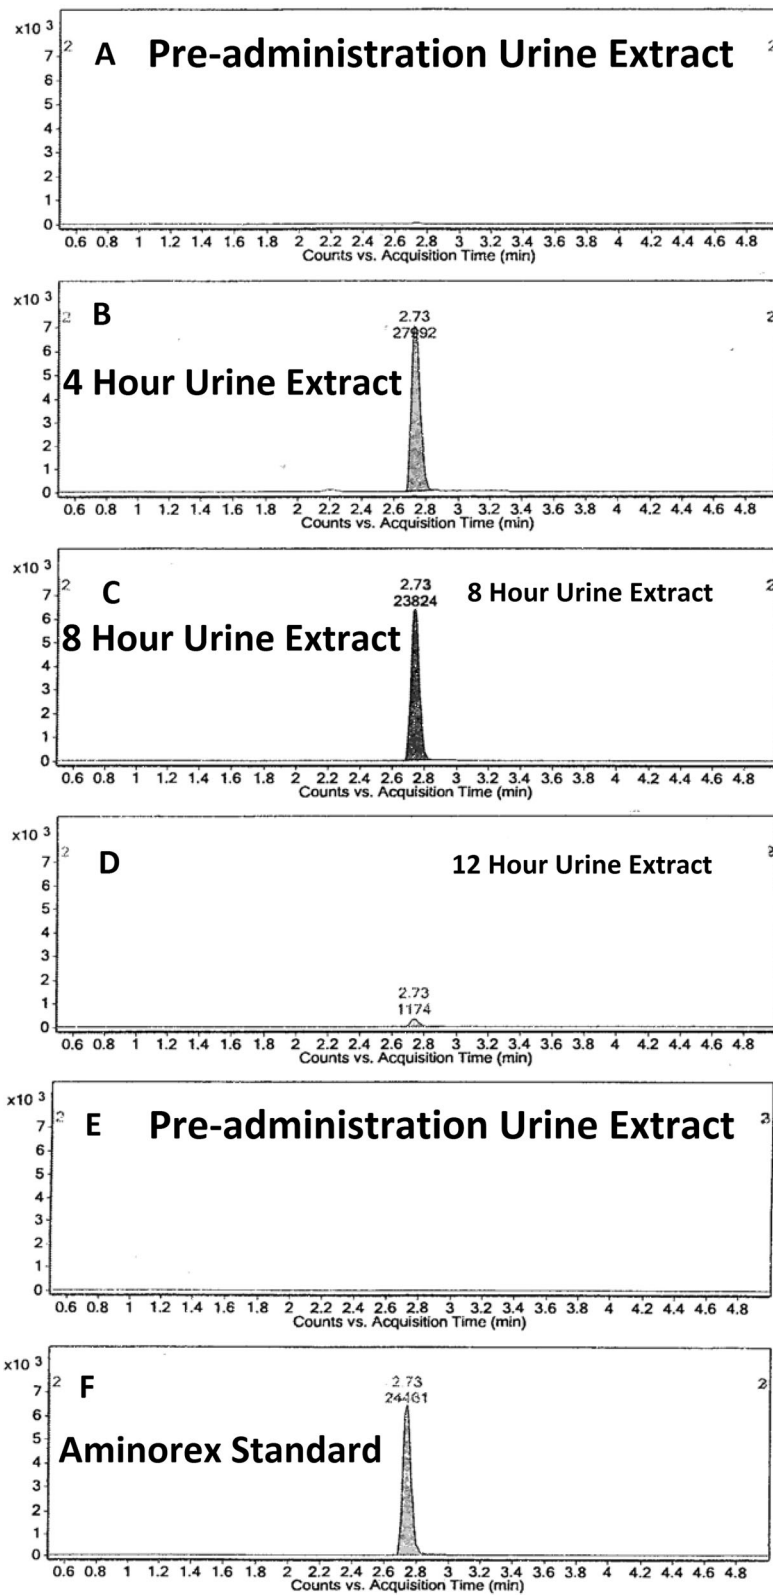 x10 3
2 A Pre-administration Urine Extract 2
7
6
5
4
3
2
1
0
0.6 0.8 1 1.2 1.4 1.6 1.8 2 2.2 2.4 2.6 2.8 3 3.2 3.4 3.6 3.8 4 4.2 4.4 4.6 4.8
Counts vs. Acquisition Time (min)
x10 3
2 B 2.73 2
7 27992
6
4 Hour Urine Extract
5
4
3
2
1
0
0.6 0.8 1 1.2 1.4 1.6 1.8 2 2.2 2.4 2.6 2.8 3 3.2 3.4 3.6 3.8 4 4.2 4.4 4.6 4.8
Counts vs. Acquisition Time (min)
x10 3
2 C 2.73 8 Hour Urine Extract 2
7 23824
6
8 Hour Urine Extract
5
4
3
2
1
0
0.6 0.8 1 1.2 1.4 1.6 1.8 2 2.2 2.4 2.6 2.8 3 3.2 3.4 3.6 3.8 4 4.2 4.4 4.6 4.8
Counts vs. Acquisition Time (min)
x10 3
2 D 12 Hour Urine Extract
7
6
5
4
3
2
2.73
1 1174
0
0.6 0.8 1 1.2 1.4 1.6 1.8 2 2.2 2.4 2.6 2.8 3 3.2 3.4 3.6 3.8 4 4.2 4.4 4.6 4.8
Counts vs. Acquisition Time (min)
x10 3
2 E Pre-administration Urine Extract
7
6
5
4
3
2
1
0
0.6 0.8 1 1.2 1.4 1.6 1.8 2 2.2 2.4 2.6 2.8 3 3.2 3.4 3.6 3.8 4 4.2 4.4 4.6 4.8
Counts vs. Acquisition Time (min)
x10 3
2 F 2.73 2
7 24461
6
5
Aminorex Standard
4
3
2
1
0
0.6 0.8 1 1.2 1.4 1.6 1.8 2 2.2 2.4 2.6 2.8 3 3.2 3.4 3.6 3.8 4 4.2 4.4 4.6 4.8
Counts vs. Acquisition Time (min)